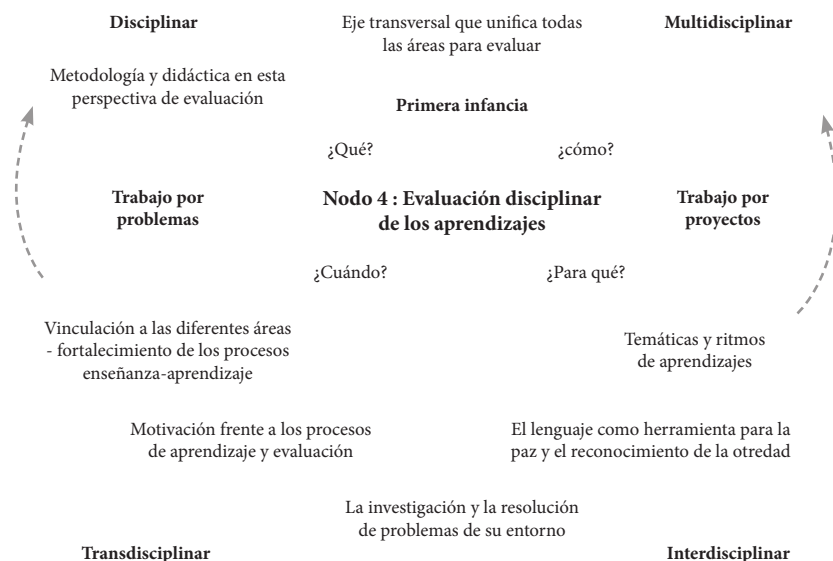 Disciplinar
Eje transversal que unifica todas
las áreas para evaluar
Multidisciplinar
Metodología y didáctica en esta
perspectiva de evaluación
Primera infancia
¿Qué?
¿cómo?
Trabajo por
problemas
Nodo 4 : Evaluación disciplinar
de los aprendizajes
Trabajo por
proyectos
¿Cuándo?
¿Para qué?
Vinculación a las diferentes áreas
- fortalecimiento de los procesos
enseñanza-aprendizaje
Temáticas y ritmos
de aprendizajes
Motivación frente a los procesos
de aprendizaje y evaluación
El lenguaje como herramienta para la
paz y el reconocimiento de la otredad
La investigación y la resolución
de problemas de su entorno
Transdisciplinar
Interdisciplinar